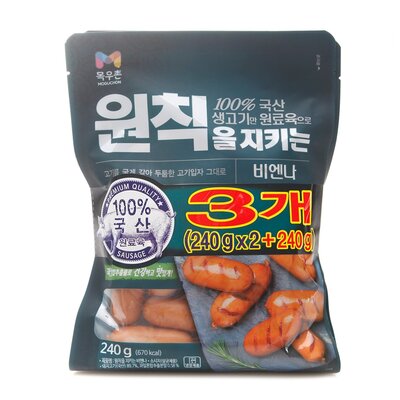 목우촌
MOGUCHON
원칙
을 지키는
100% 국산
생고기만 원료육으로
비엔나
고기를 굵게 갈아 두툼한 고기입자 그대로
PREMIUM QUALITY
100%
국산
원료육
SAUSAGE
3개
(240g×2+240g)
240 g (670 kcal)